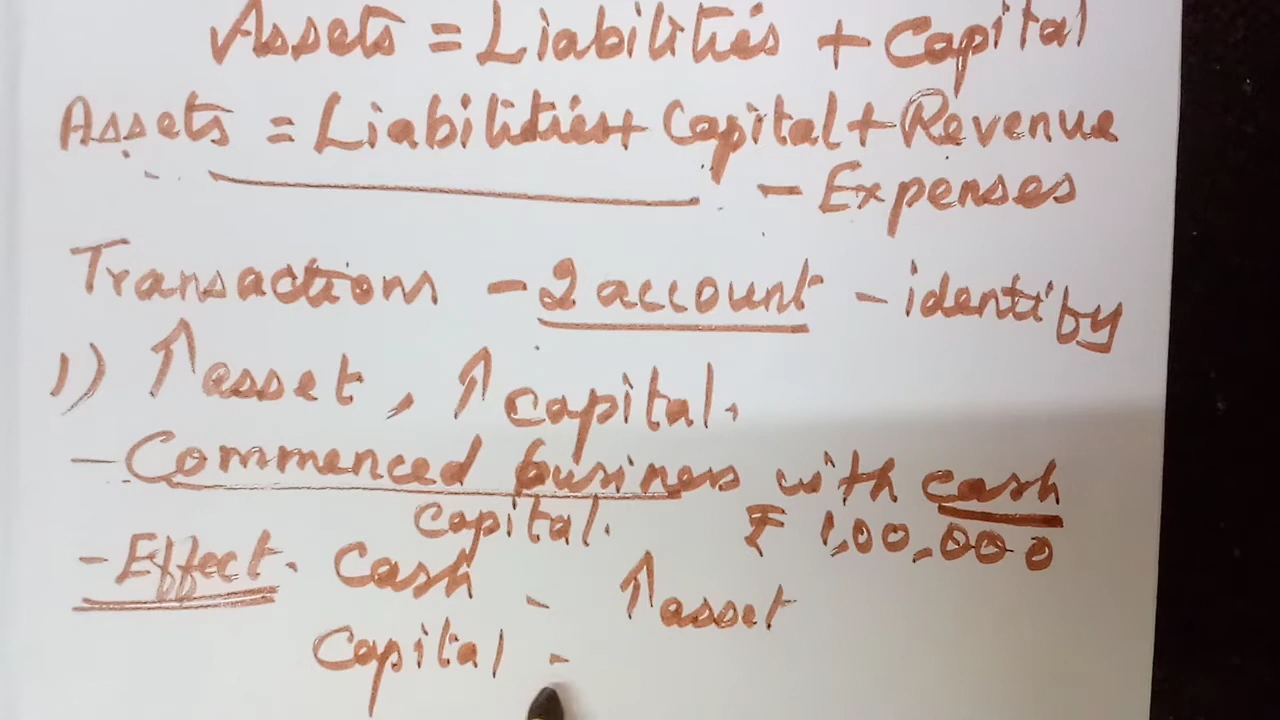 Assets = Liabilities + Capital
Assets = Liabilities + Capital + Revenue
- Expenses
Transactions - 2 account - identify
1) ↑ asset, ↑ capital.
- Commenced business with cash
capital. ₹ 1,00,000
- Effect. Cash - ↑ asset
Capital -